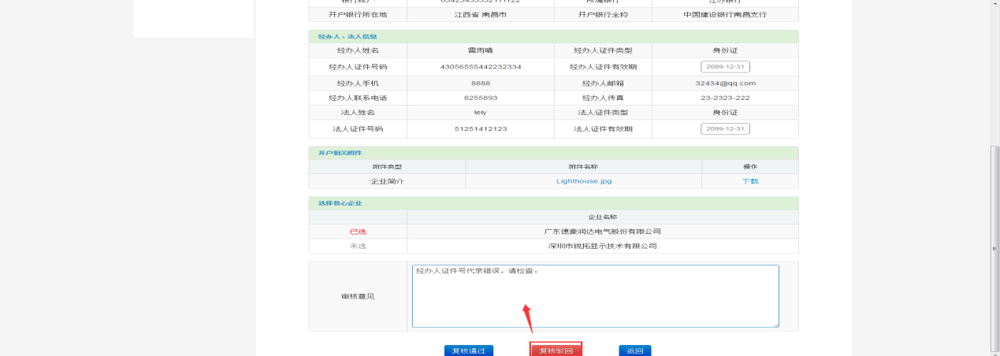 开户银行所在地 江西省 南昌市 开户银行全称 中国建设银行南昌支行
经办人、法人信息
经办人姓名 雷雨晴 经办人证件类型 身份证
经办人证件号码 43056555442232334 经办人证件有效期 2099-12-31
经办人手机 8888 经办人邮箱 32434@qq.com
经办人联系电话 8255893 经办人传真 23-2323-222
法人姓名 lely 法人证件类型 身份证
法人证件号码 51251412123 法人证件有效期 2099-12-31
开户相关附件
附件类型 附件名称 操作
企业简介 Lighthouse.jpg 下载
选择核心企业
企业名称
已选 广东德豪润达电气股份有限公司
未选 深圳市锐拓显示技术有限公司
审核意见 经办人证件号代录错误，请检查。
复核通过 复核驳回 返回